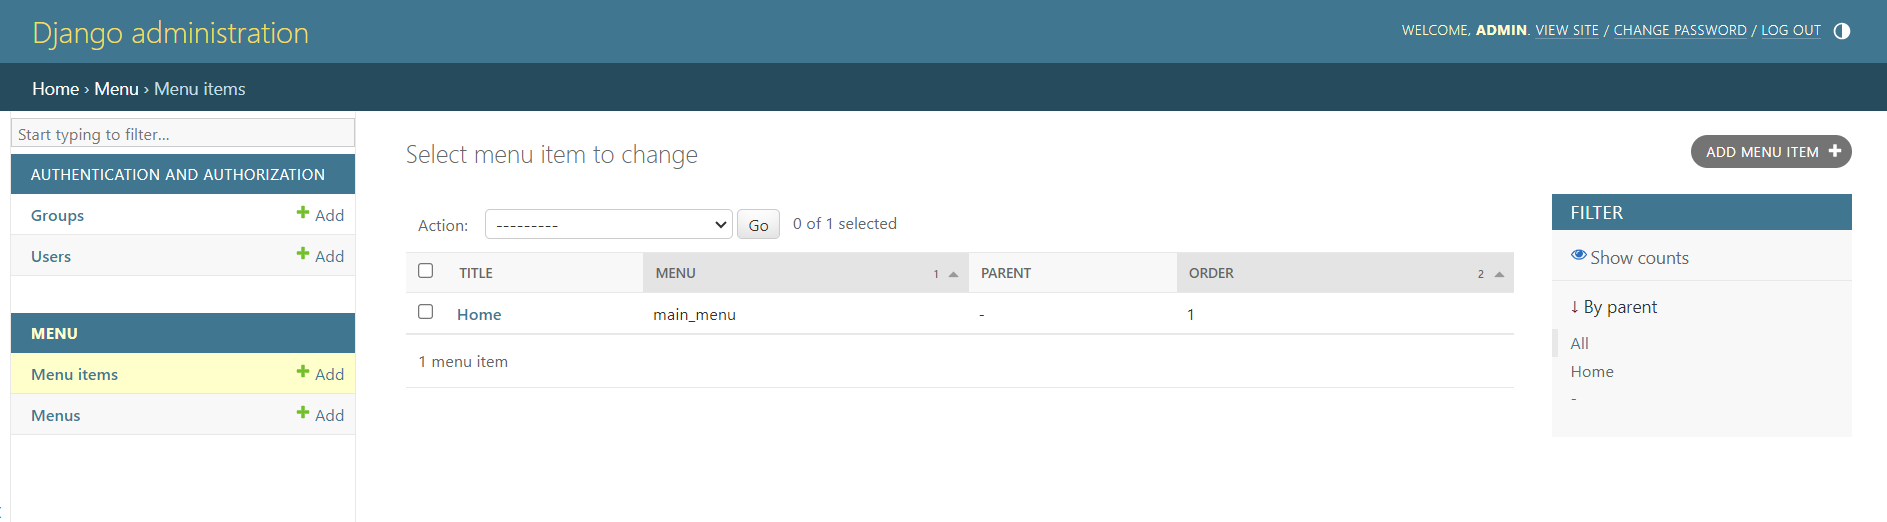 Django administration
WELCOME, ADMIN. VIEW SITE / CHANGE PASSWORD / LOG OUT
Home › Menu › Menu items
Start typing to filter...
AUTHENTICATION AND AUTHORIZATION
Groups + Add
Users + Add
MENU
Menu items + Add
Menus + Add
Select menu item to change
ADD MENU ITEM +
Action: --------- Go 0 of 1 selected
TITLE MENU 1 PARENT ORDER 2
Home main_menu - 1
1 menu item
FILTER
Show counts
↓ By parent
All
Home
-